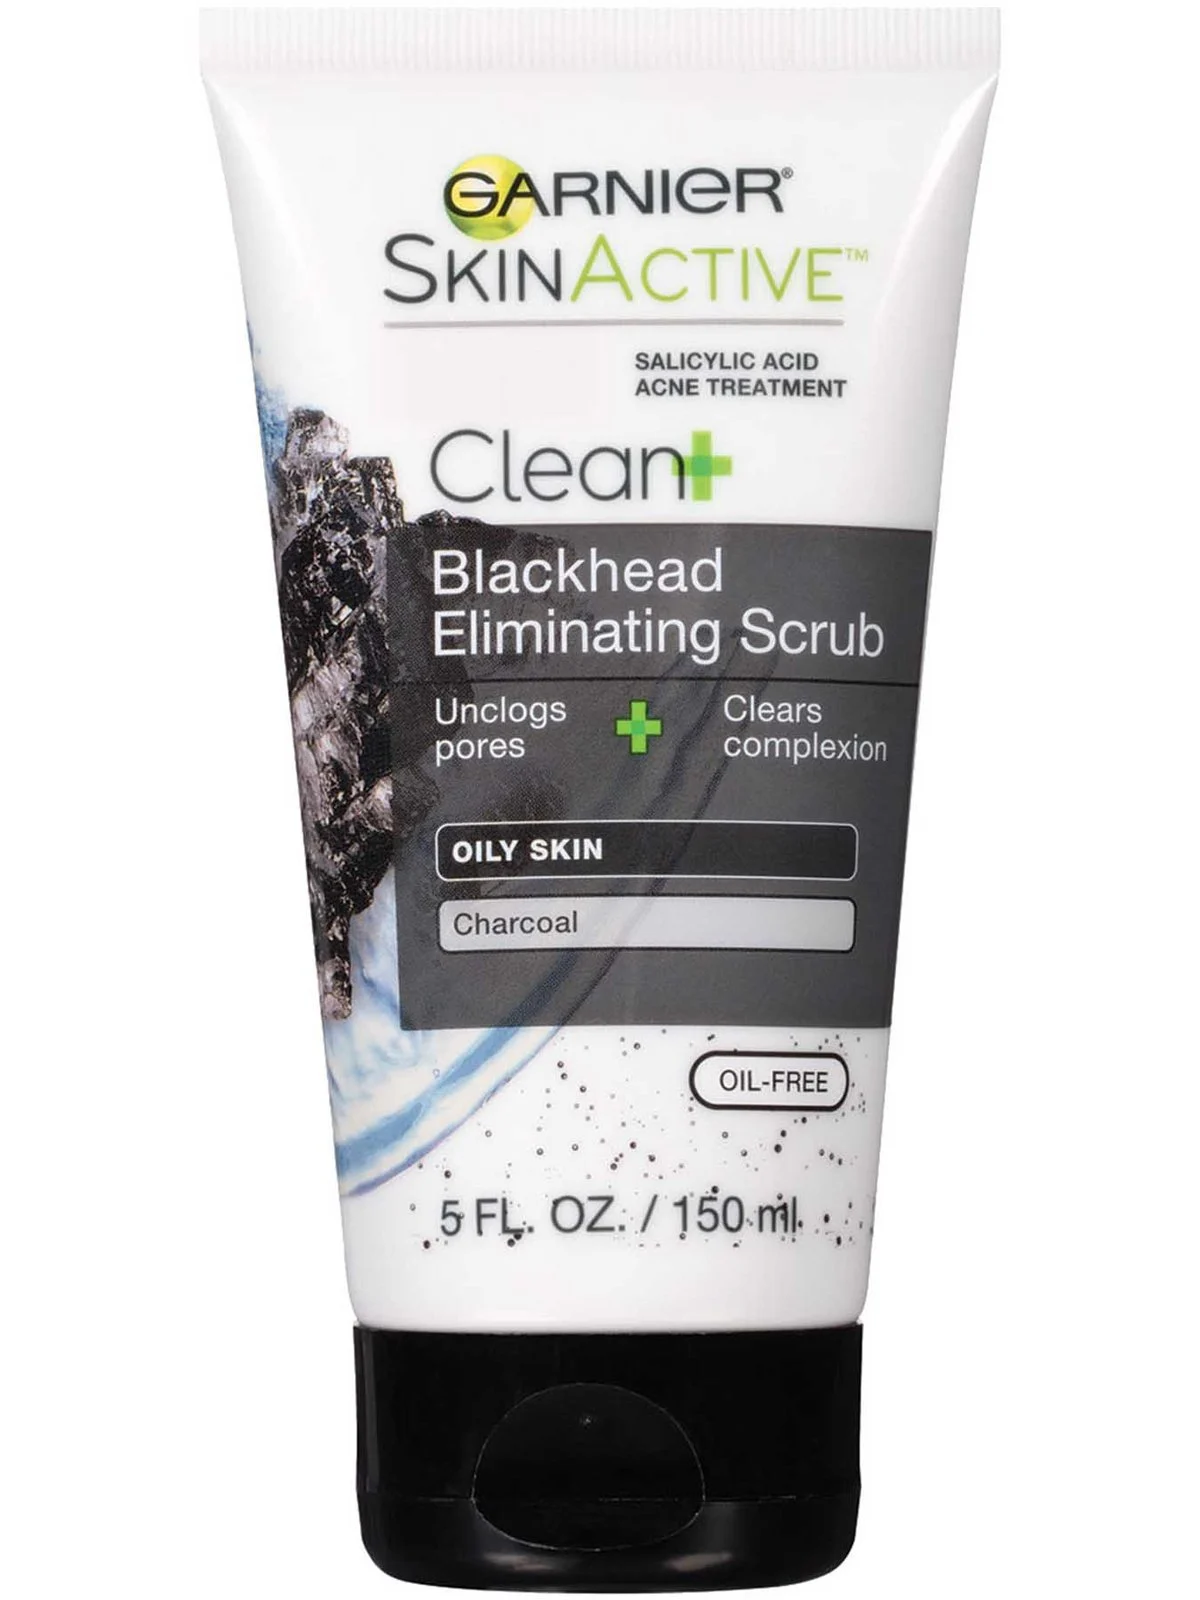 GARNIER®
SKINACTIVE™
SALICYLIC ACID
ACNE TREATMENT
Clean+
Blackhead
Eliminating Scrub
Unclogs pores + Clears complexion
OILY SKIN
Charcoal
OIL-FREE
5 FL. OZ. / 150 ml